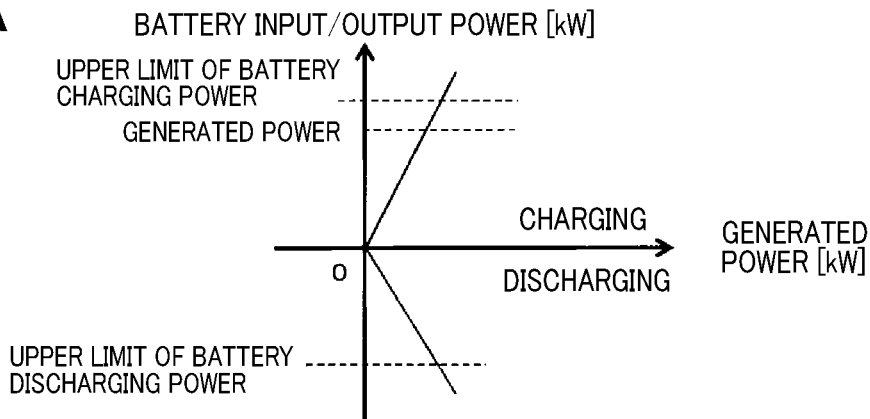 BATTERY INPUT/OUTPUT POWER [kW]
UPPER LIMIT OF BATTERY
CHARGING POWER
GENERATED POWER
CHARGING
GENERATED
POWER [kW]
0
DISCHARGING
UPPER LIMIT OF BATTERY
DISCHARGING POWER